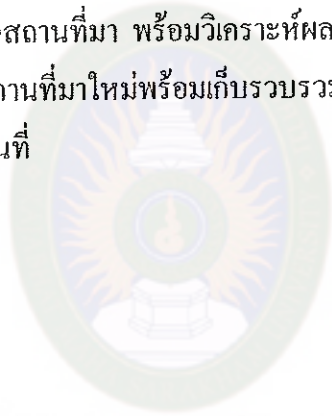 สถานที่มา พร้อมวิเคราะห์ผล
านที่มาใหม่พร้อมเก็บรวบรว
นที่